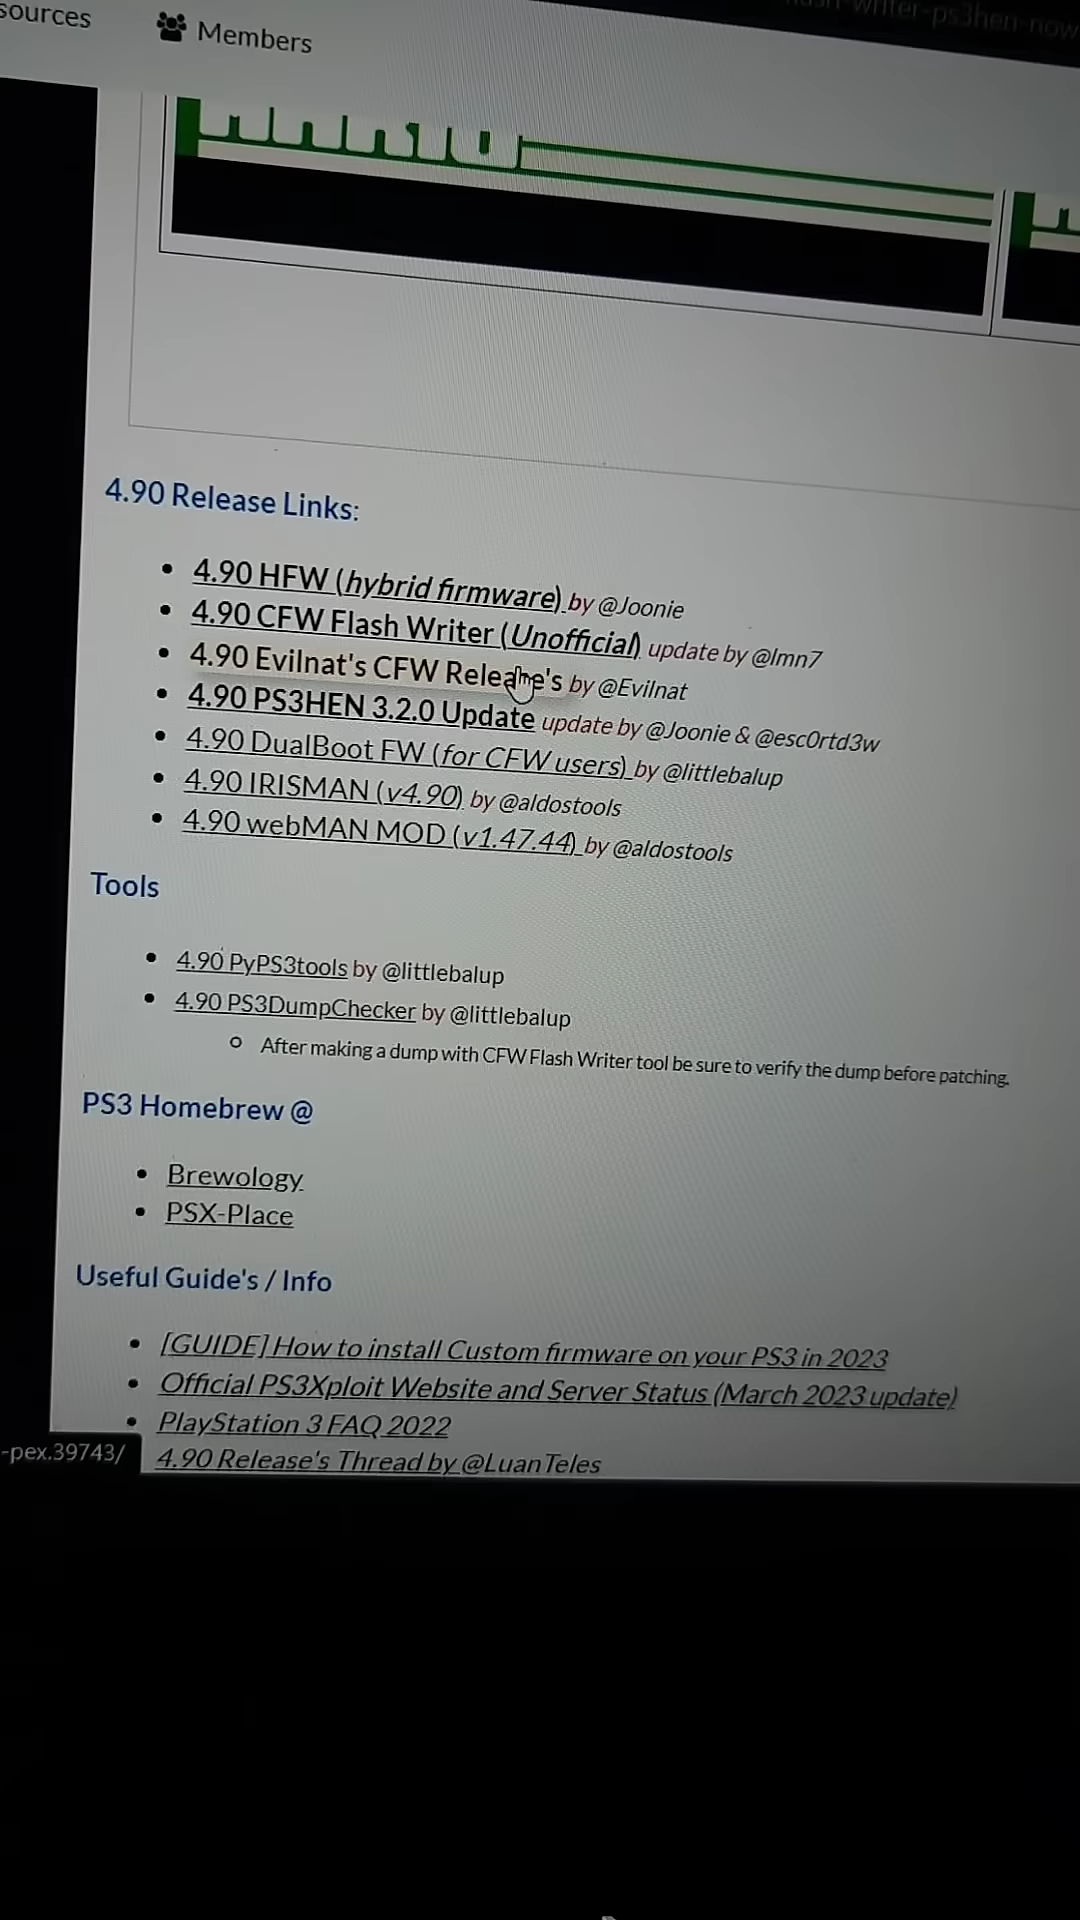 sources Members
writer-ps3hen-now
4.90 Release Links:
4.90 HFW (hybrid firmware) by @Joonie
4.90 CFW Flash Writer (Unofficial) update by @lmn7
4.90 Evilnat's CFW Release's by @Evilnat
4.90 PS3HEN 3.2.0 Update update by @Joonie & @esc0rtd3w
4.90 DualBoot FW (for CFW users) by @littlebalup
4.90 IRISMAN (v4.90) by @aldostools
4.90 webMAN MOD (v1.47.44) by @aldostools
Tools
4.90 PyPS3tools by @littlebalup
4.90 PS3DumpChecker by @littlebalup
After making a dump with CFW Flash Writer tool be sure to verify the dump before patching.
PS3 Homebrew @
Brewology
PSX-Place
Useful Guide's / Info
[GUIDE] How to install Custom firmware on your PS3 in 2023
Official PS3Xploit Website and Server Status (March 2023 update)
PlayStation 3 FAQ 2022
-pex.39743/
4.90 Release's Thread by @LuanTeles